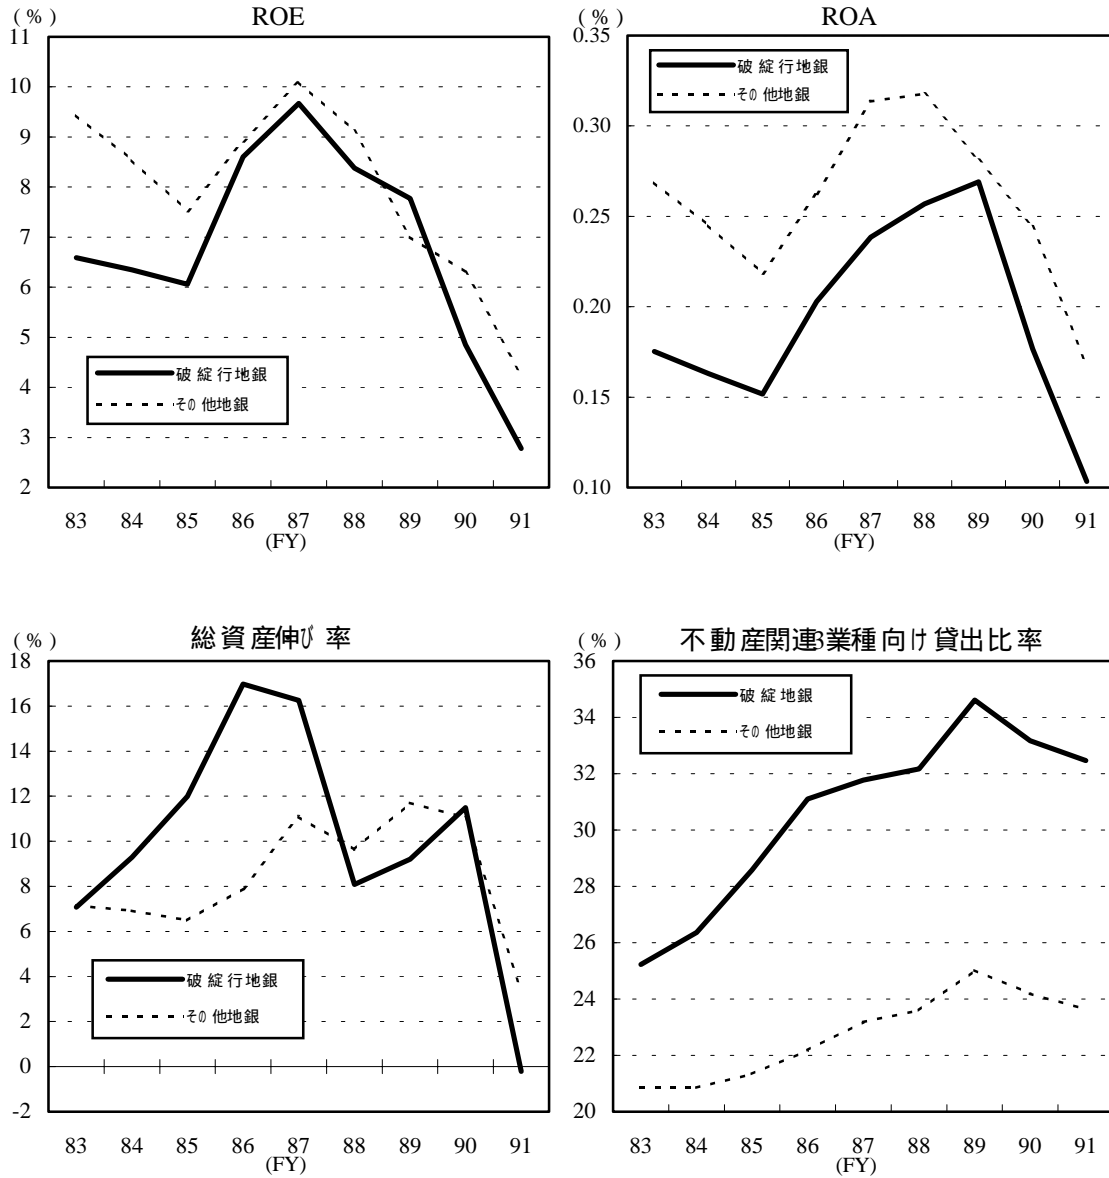 ROE
( % )
11
10
9
8
7
6
5
4
3
2
破綻行地銀
その他地銀
83 84 85 86 87 88 89 90 91
(FY)
ROA
( % )
0.35
0.30
0.25
0.20
0.15
0.10
破綻行地銀
その他地銀
83 84 85 86 87 88 89 90 91
(FY)
総資産伸び率
( % )
18
16
14
12
10
8
6
4
2
0
-2
破綻行地銀
その他地銀
83 84 85 86 87 88 89 90 91
(FY)
不動産関連3業種向け貸出比率
( % )
36
34
32
30
28
26
24
22
20
破綻地銀
その他地銀
83 84 85 86 87 88 89 90 91
(FY)